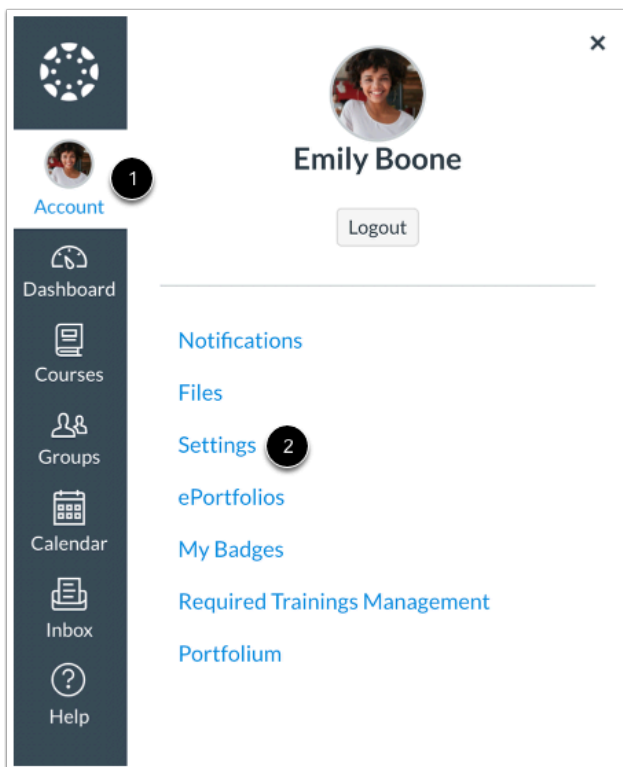 Account
1
Dashboard
Courses
Groups
Calendar
Inbox
Help
Emily Boone
Logout
Notifications
Files
Settings 2
ePortfolios
My Badges
Required Trainings Management
Portfolium